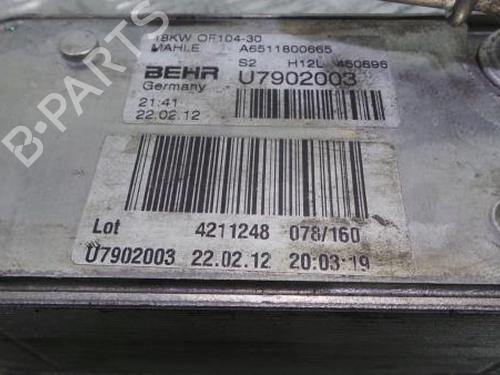 18KW OF104-30
MAHLE A6511800665
S2 H12L 450696
BEHR U7902003
Germany
21:41
22.02.12
Lot 4211248 078/160
U7902003 22.02.12 20:03:19
B-PARTS